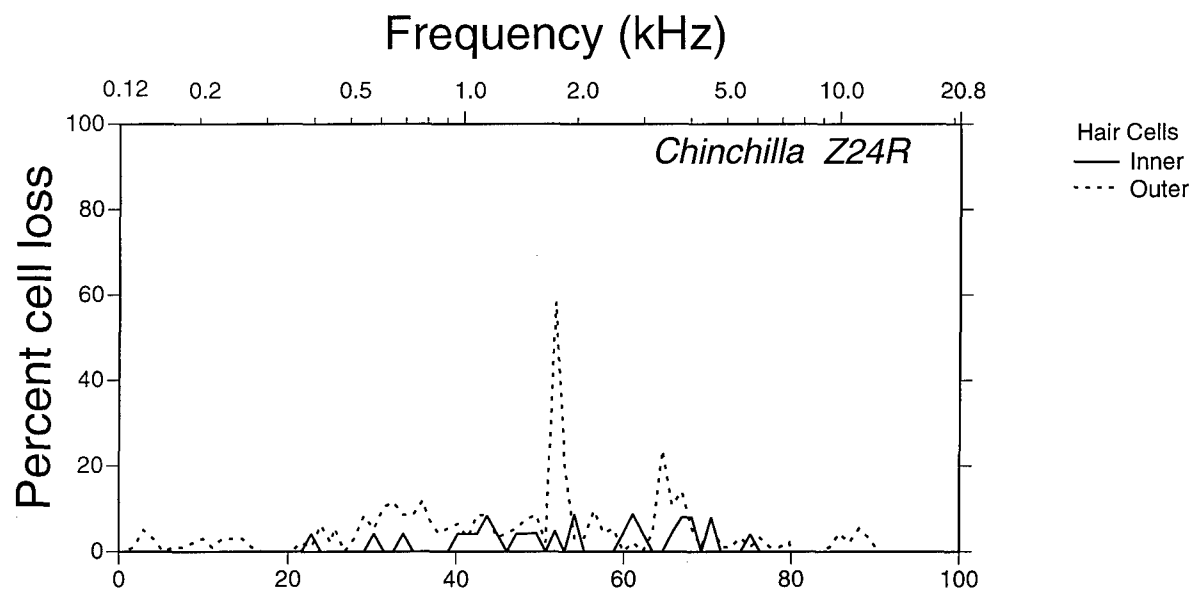 Frequency (kHz)
0.12 0.2 0.5 1.0 2.0 5.0 10.0 20.8
100
Chinchilla Z24R
Hair Cells
Inner
Outer
80
60
40
20
0
Percent cell loss
0 20 40 60 80 100